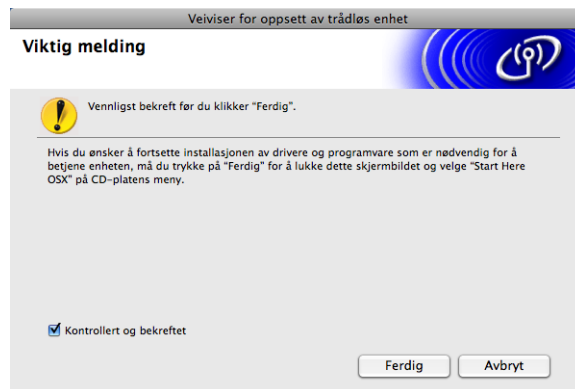 Veiviser for oppsett av trådløs enhet
Viktig melding
Vennligst bekreft før du klikker “Ferdig”.
Hvis du ønsker å fortsette installasjonen av drivere og programvare som er nødvendig for å
betjene enheten, må du trykke på “Ferdig” for å lukke dette skjermbildet og velge “Start Here
OSX” på CD-platens meny.
Kontrollert og bekreftet
Ferdig
Avbryt